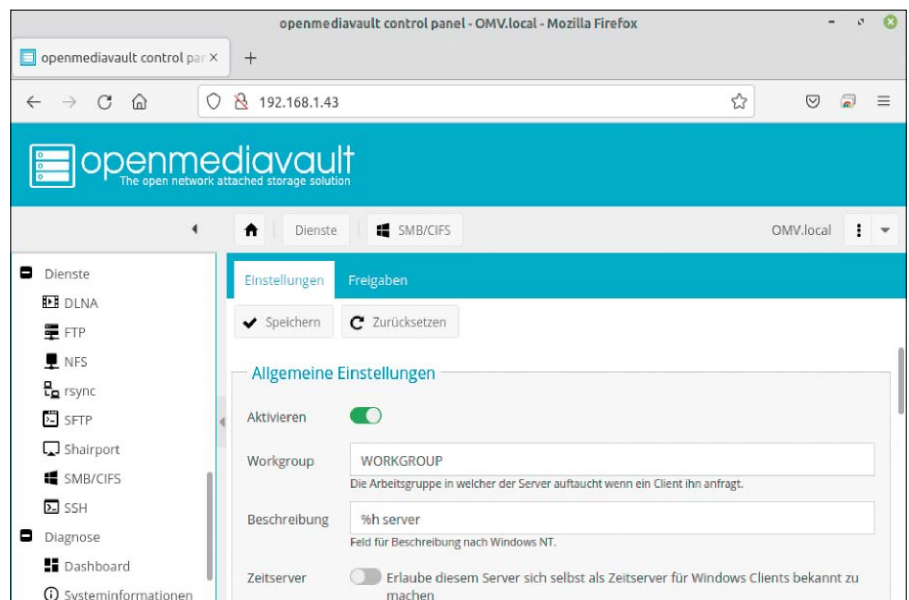 openmediavault control panel - OMV.local - Mozilla Firefox
openmediavault control pan
192.168.1.43
openmediavault
The open network attached storage solution
Dienste
SMB/CIFS
OMV.local
Dienste
DLNA
FTP
NFS
rsync
SFTP
Shairport
SMB/CIFS
SSH
Diagnose
Dashboard
Systeminformationen
Einstellungen
Freigaben
Speichern
Zurücksetzen
Allgemeine Einstellungen
Aktivieren
Workgroup
WORKGROUP
Die Arbeitsgruppe in welcher der Server auftaucht wenn ein Client ihn anfragt.
Beschreibung
%h server
Feld für Beschreibung nach Windows NT.
Zeitserver
Erlaube diesem Server sich selbst als Zeitserver für Windows Clients bekannt zu
machen